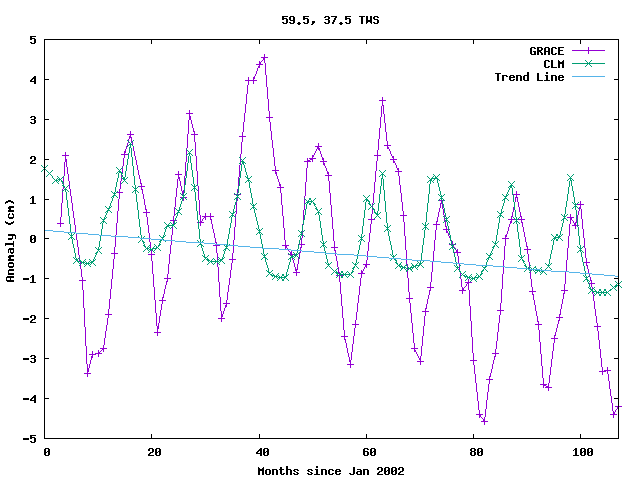 59.5, 37.5 TWS
GRACE
CLM
Trend Line
5
4
3
2
1
0
-1
-2
-3
-4
-5
Anomaly (cm)
0 20 40 60 80 100
Months since Jan 2002